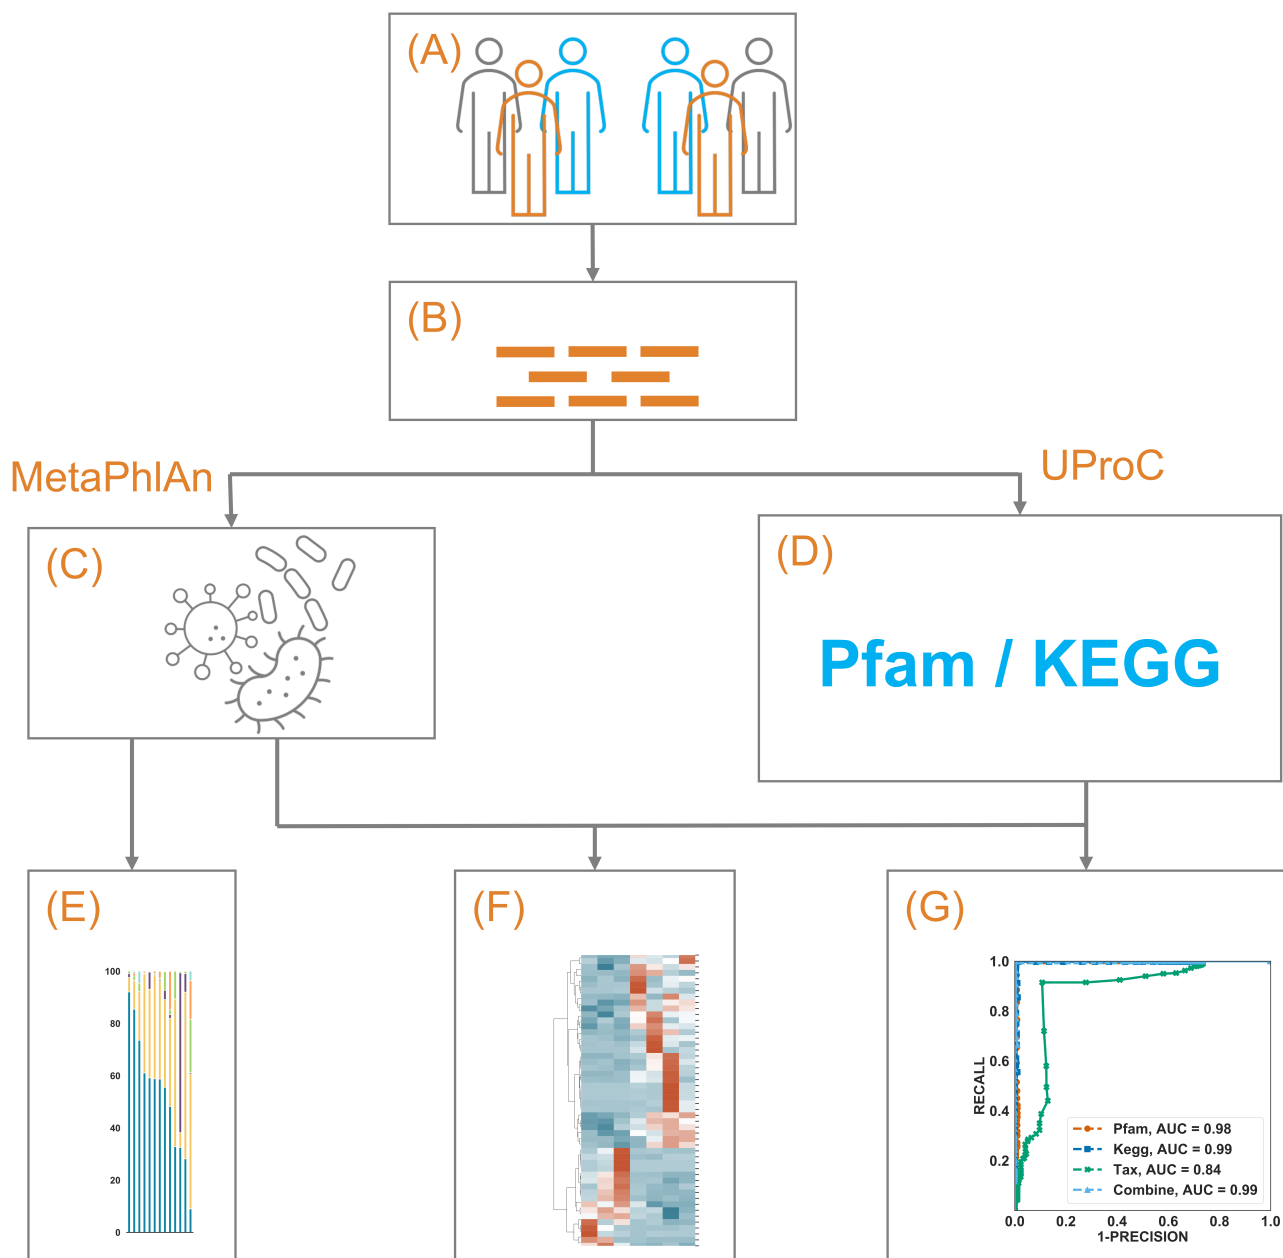 (A)
(B)
MetaPhlAn
UProC
(C)
(D)
Pfam / KEGG
(E)
100
80
60
40
20
0
(F)
(G)
1.0
0.8
0.6
0.4
0.2
RECALL
Pfam, AUC = 0.98
Kegg, AUC = 0.99
Tax, AUC = 0.84
Combine, AUC = 0.99
0.0 0.2 0.4 0.6 0.8 1.0
1-PRECISION